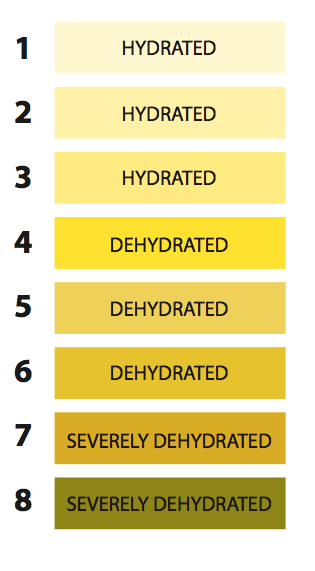 1 HYDRATED
2 HYDRATED
3 HYDRATED
4 DEHYDRATED
5 DEHYDRATED
6 DEHYDRATED
7 SEVERELY DEHYDRATED
8 SEVERELY DEHYDRATED